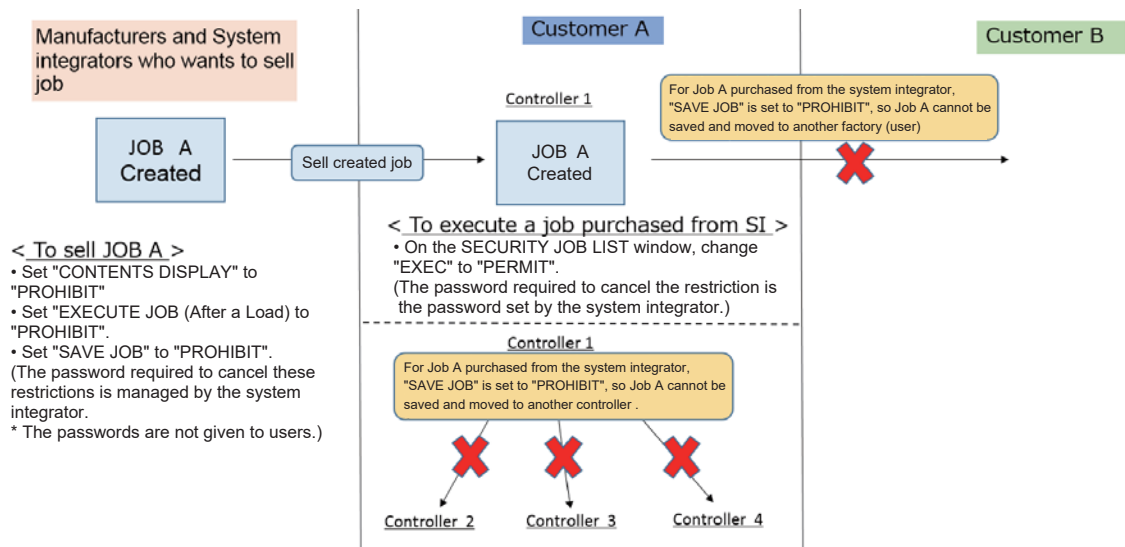 Manufacturers and System
integrators who wants to sell
job
JOB A
Created
Sell created job
< To sell JOB A >
• Set "CONTENTS DISPLAY" to
"PROHIBIT"
• Set "EXECUTE JOB (After a Load) to
"PROHIBIT".
• Set "SAVE JOB" to "PROHIBIT".
(The password required to cancel these
restrictions is managed by the system
integrator.
* The passwords are not given to users.)
Customer A
Controller 1
JOB A
Created
< To execute a job purchased from SI >
• On the SECURITY JOB LIST window, change
"EXEC" to "PERMIT".
(The password required to cancel the restriction is
the password set by the system integrator.)
Controller 1
For Job A purchased from the system integrator,
"SAVE JOB" is set to "PROHIBIT", so Job A cannot be
saved and moved to another controller .
Controller 2
Controller 3
Controller 4
Customer B
For Job A purchased from the system integrator,
"SAVE JOB" is set to "PROHIBIT", so Job A cannot be
saved and moved to another factory (user)